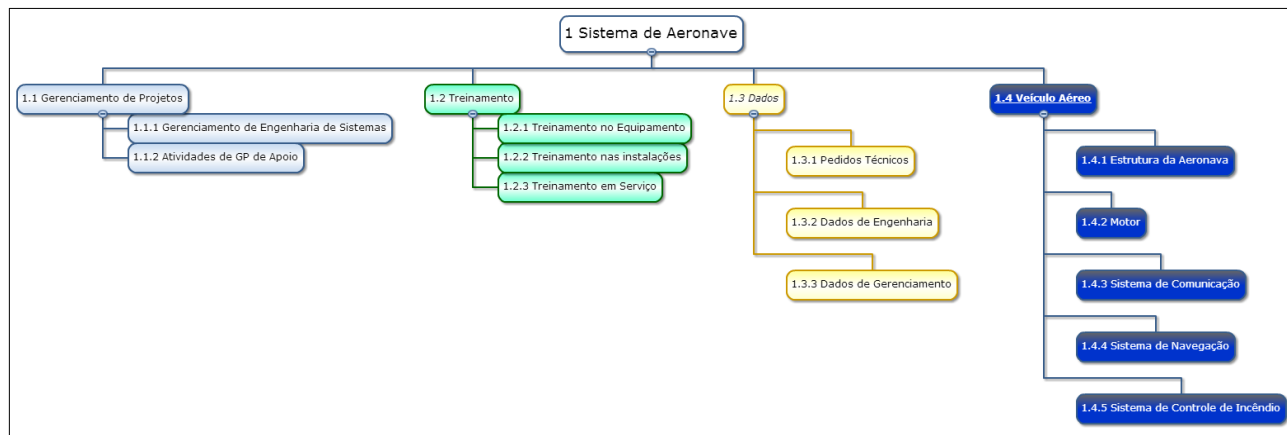 1 Sistema de Aeronave
1.1 Gerenciamento de Projetos
1.1.1 Gerenciamento de Engenharia de Sistemas
1.1.2 Atividades de GP de Apoio
1.2 Treinamento
1.2.1 Treinamento no Equipamento
1.2.2 Treinamento nas instalações
1.2.3 Treinamento em Serviço
1.3 Dados
1.3.1 Pedidos Técnicos
1.3.2 Dados de Engenharia
1.3.3 Dados de Gerenciamento
1.4 Veículo Aéreo
1.4.1 Estrutura da Aeronava
1.4.2 Motor
1.4.3 Sistema de Comunicação
1.4.4 Sistema de Navegação
1.4.5 Sistema de Controle de Incêndio